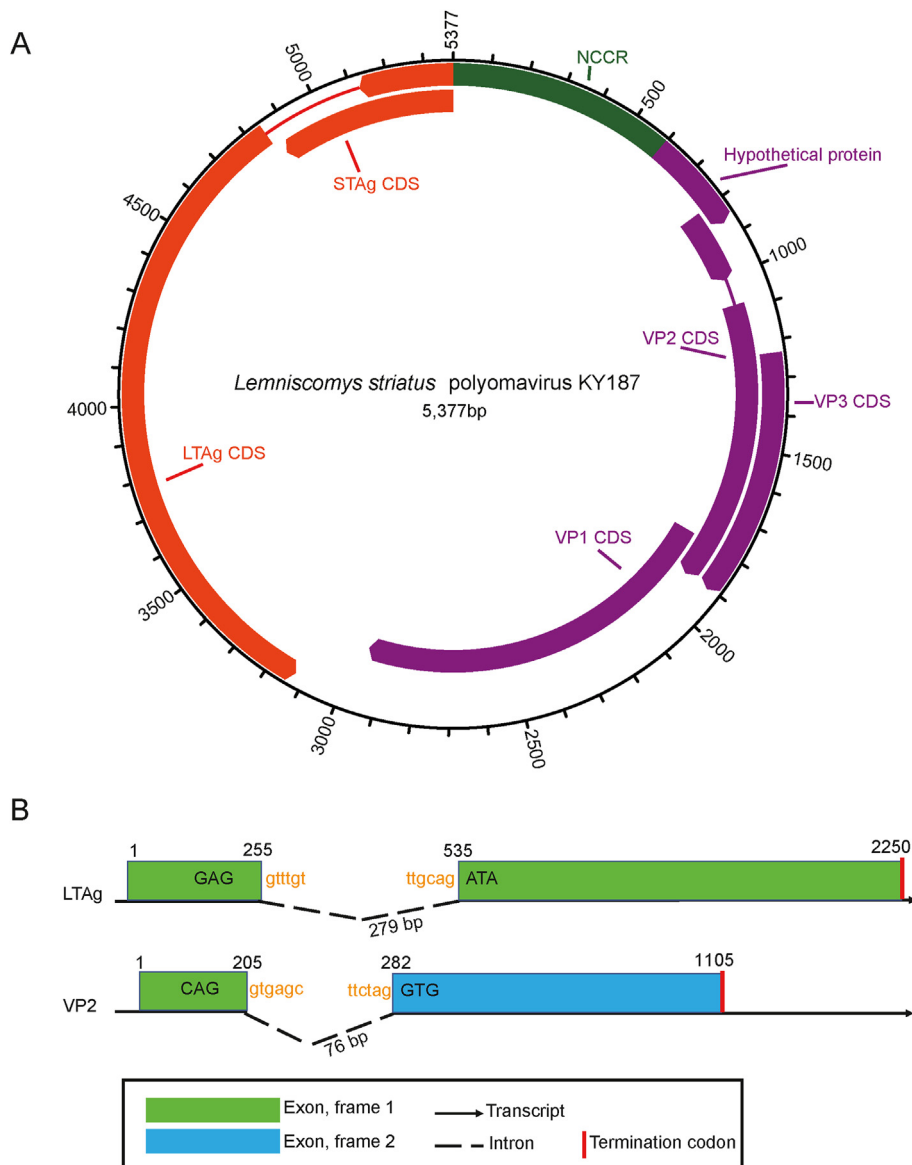 A
5377
NCCR
500
Hypothetical protein
1000
VP2 CDS
VP3 CDS
1500
VP1 CDS
2000
2500
3000
3500
LTAg CDS
4000
4500
STAg CDS
5000
Lemniscomys striatus polyomavirus KY187
5,377bp
B
1 255 535 2250
GAG gtttgt ttgcag ATA
LTAg
279 bp
1 205 282 1105
CAG gtgagc ttctag GTG
VP2
76 bp
Exon, frame 1 Transcript
Exon, frame 2 Intron Termination codon